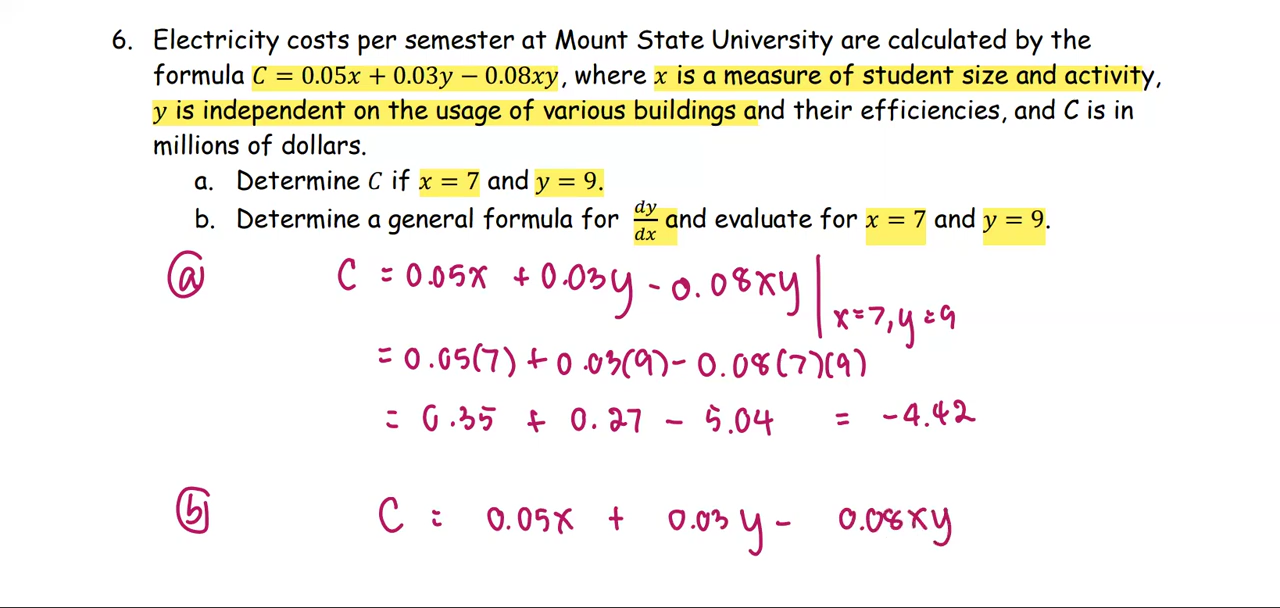 6. Electricity costs per semester at Mount State University are calculated by the
formula C = 0.05x + 0.03y − 0.08xy, where x is a measure of student size and activity,
y is independent on the usage of various buildings and their efficiencies, and C is in
millions of dollars.
a. Determine C if x = 7 and y = 9.
b. Determine a general formula for dy/dx and evaluate for x = 7 and y = 9.
(a) C = 0.05x + 0.03y - 0.08xy | x=7, y=9
= 0.05(7) + 0.03(9) - 0.08(7)(9)
= 0.35 + 0.27 - 5.04 = -4.42
(b) C = 0.05x + 0.03y - 0.08xy